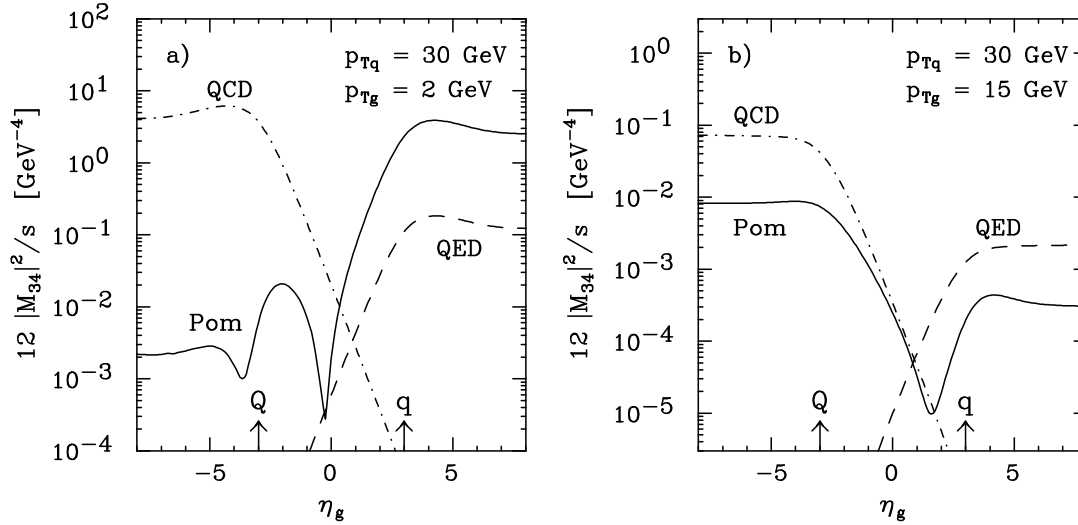 a)
p_Tq = 30 GeV
p_Tg = 2 GeV
QCD
QED
Pom
Q
q
10^2
10^1
10^0
10^−1
10^−2
10^−3
10^−4
−5
0
5
η_g
12 |M_34|^2/s [GeV^−4]
b)
p_Tq = 30 GeV
p_Tg = 15 GeV
QCD
Pom
QED
Q
q
10^0
10^−1
10^−2
10^−3
10^−4
10^−5
−5
0
5
η_g
12 |M_34|^2/s [GeV^−4]